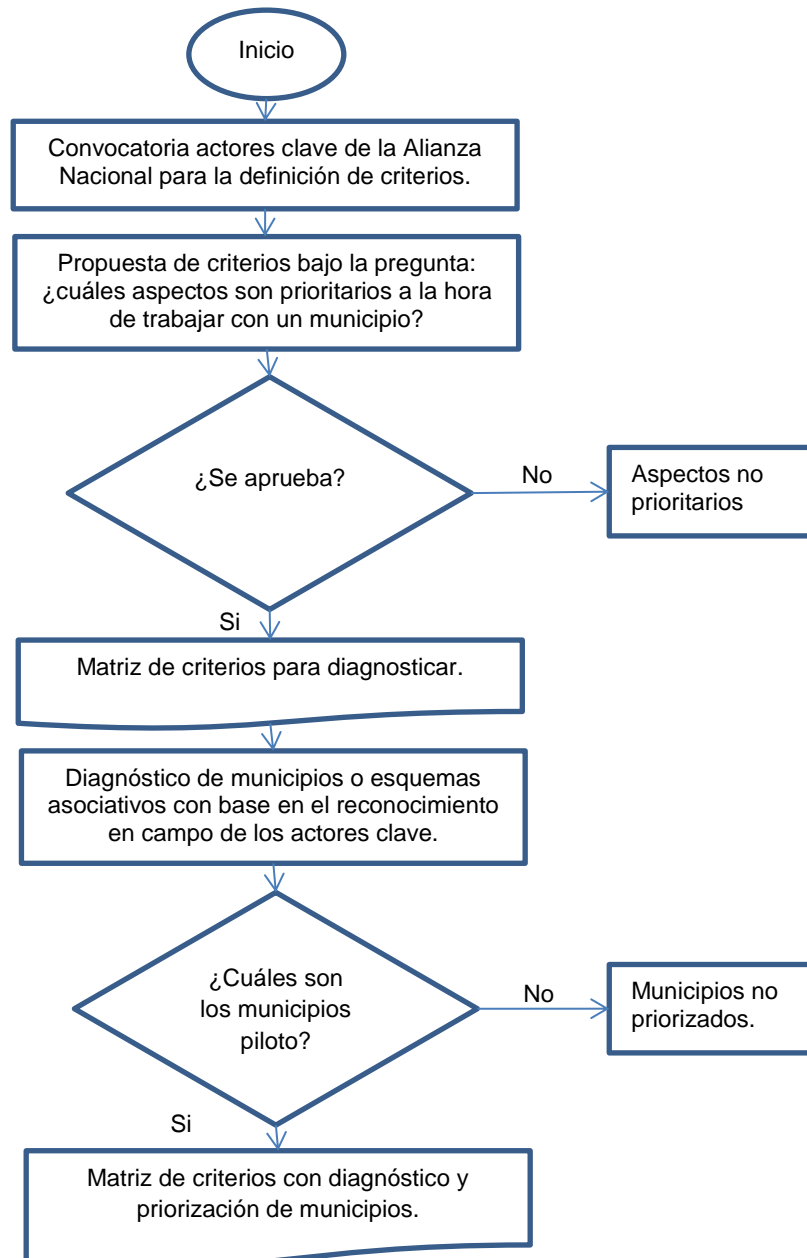 Inicio
Convocatoria actores clave de la Alianza
Nacional para la definición de criterios.
Propuesta de criterios bajo la pregunta:
¿cuáles aspectos son prioritarios a la hora
de trabajar con un municipio?
¿Se aprueba?
No
Aspectos no
prioritarios
Si
Matriz de criterios para diagnosticar.
Diagnóstico de municipios o esquemas
asociativos con base en el reconocimiento
en campo de los actores clave.
¿Cuáles son
los municipios
piloto?
No
Municipios no
priorizados.
Si
Matriz de criterios con diagnóstico y
priorización de municipios.